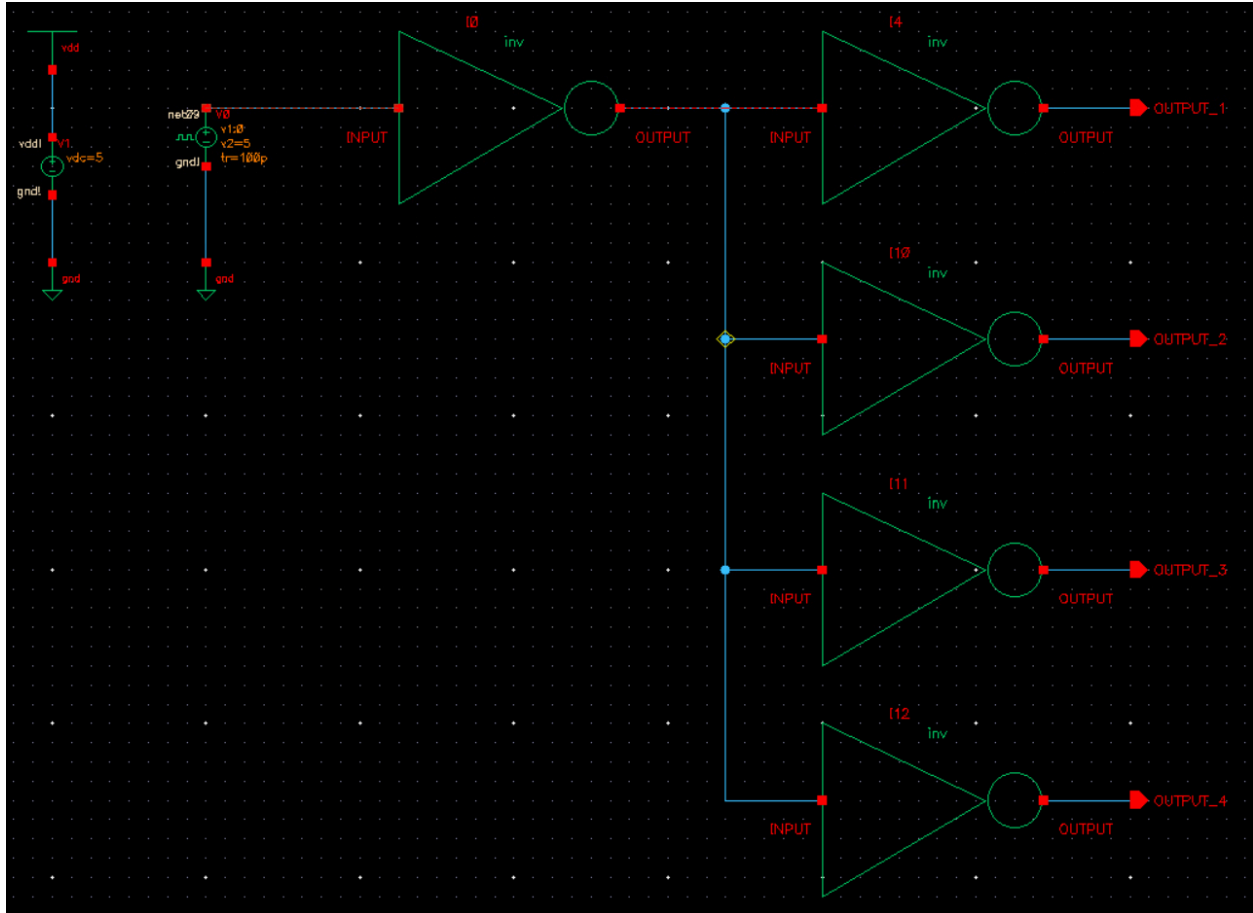 I0
inv
I4
inv
vdd
net09
V0
v1:0
v2=5
tr=100p
gnd!
INPUT
OUTPUT
INPUT
OUTPUT
OUTPUT_1
vdd!
V1
vdc=5
gnd!
gnd
gnd
I10
inv
INPUT
OUTPUT
OUTPUT_2
I11
inv
INPUT
OUTPUT
OUTPUT_3
I12
inv
INPUT
OUTPUT
OUTPUT_4